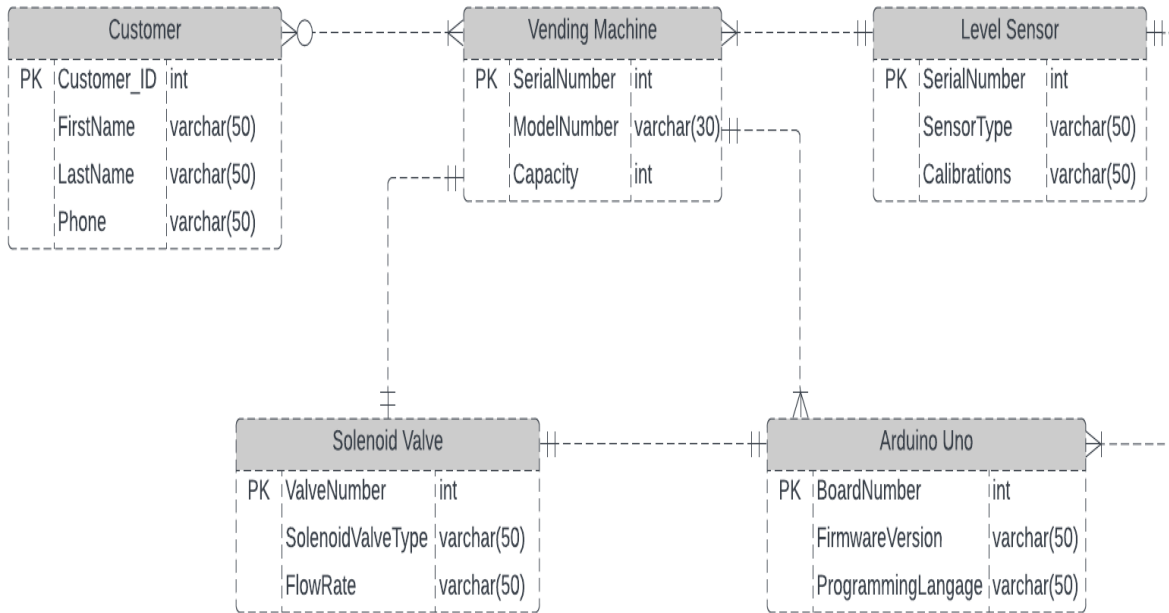 Customer
PK Customer_ID int
FirstName varchar(50)
LastName varchar(50)
Phone varchar(50)
Vending Machine
PK SerialNumber int
ModelNumber varchar(30)
Capacity int
Level Sensor
PK SerialNumber int
SensorType varchar(50)
Calibrations varchar(50)
Solenoid Valve
PK ValveNumber int
SolenoidValveType varchar(50)
FlowRate varchar(50)
Arduino Uno
PK BoardNumber int
FirmwareVersion varchar(50)
ProgrammingLangage varchar(50)